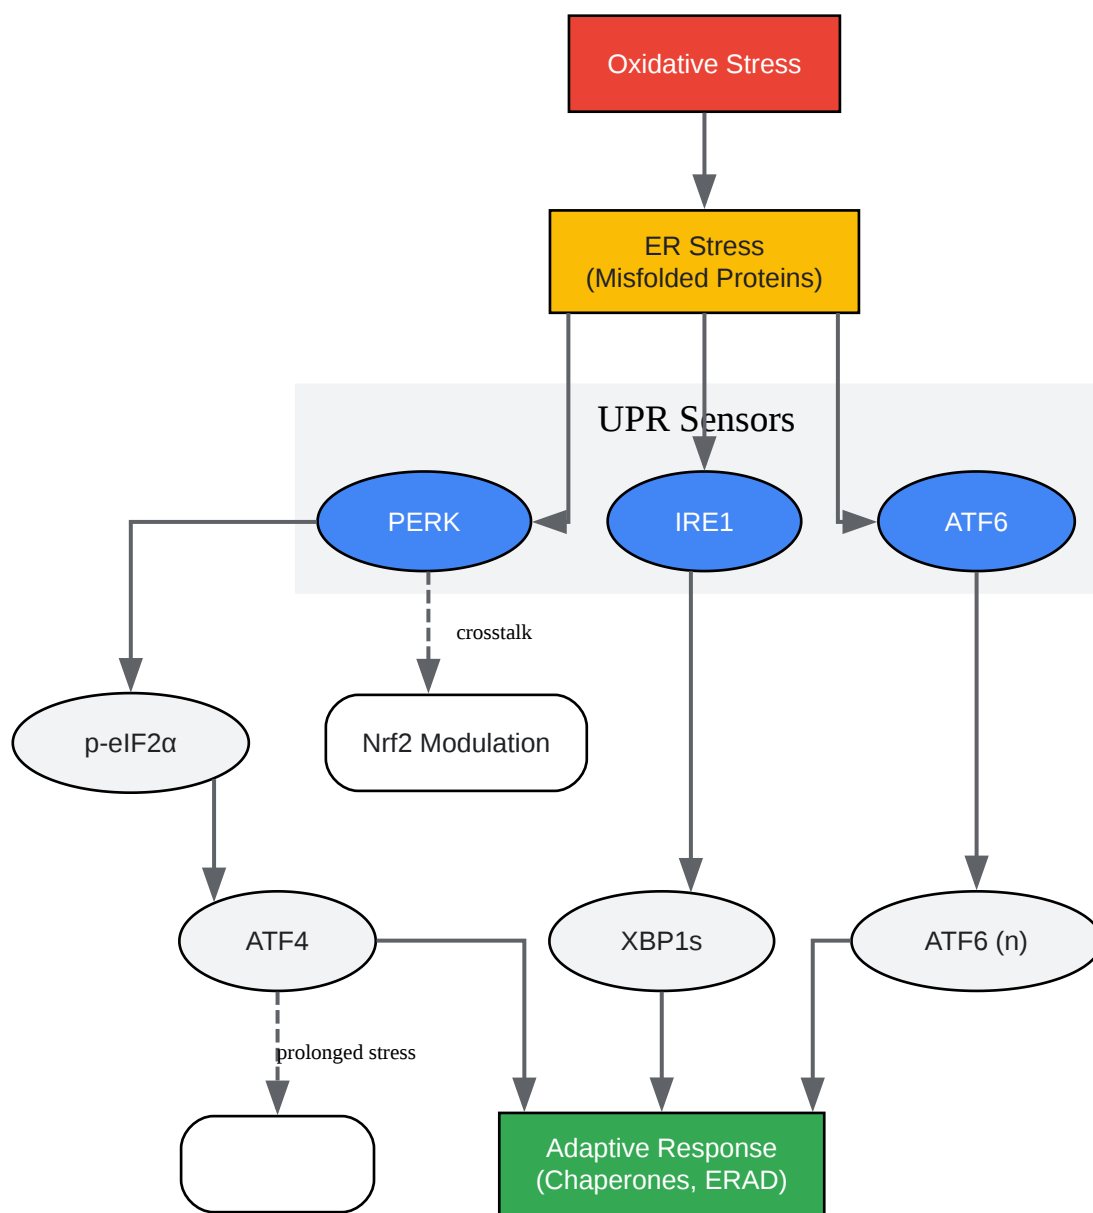 Oxidative Stress
ER Stress
(Misfolded Proteins)
UPR Sensors
PERK
IRE1
ATF6
crosstalk
p-eIF2α
Nrf2 Modulation
ATF4
XBP1s
ATF6 (n)
prolonged stress
Adaptive Response
(Chaperones, ERAD)